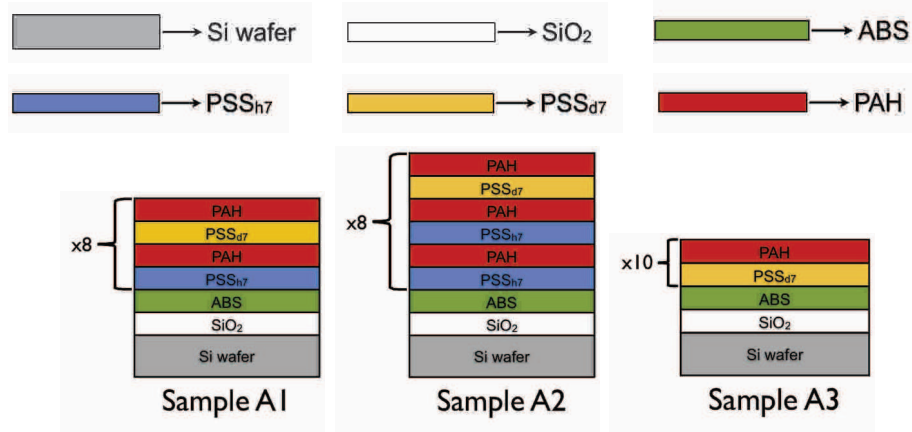 Si wafer
SiO₂
ABS
PSSh7
PSSd7
PAH
x8
PAH
PSSd7
PAH
PSSh7
ABS
SiO₂
Si wafer
Sample A1
x8
PAH
PSSd7
PAH
PSSh7
PAH
PSSh7
ABS
SiO₂
Si wafer
Sample A2
x10
PAH
PSSd7
ABS
SiO₂
Si wafer
Sample A3